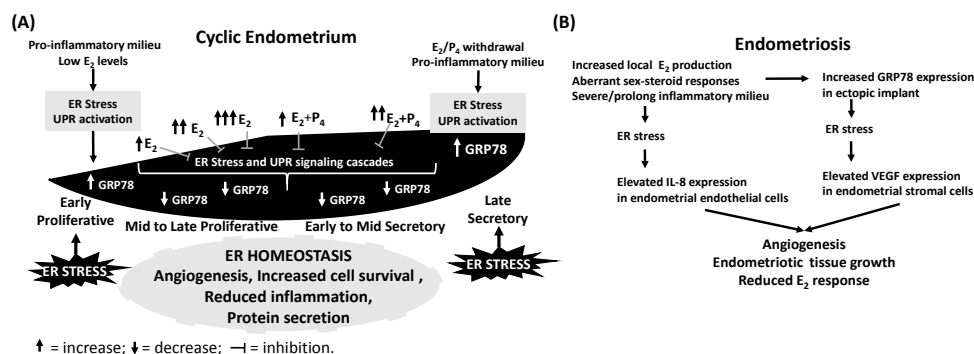 (A)
Cyclic Endometrium
Pro-inflammatory milieu
Low E2 levels
E2/P4 withdrawal
Pro-inflammatory milieu
ER Stress
UPR activation
E2
E2
E2
E2+P4
E2+P4
ER Stress
UPR activation
ER Stress and UPR signaling cascades
GRP78
GRP78
GRP78
GRP78
GRP78
GRP78
Early
Proliferative
Mid to Late Proliferative
Early to Mid Secretory
Late
Secretory
ER STRESS
ER STRESS
ER HOMEOSTASIS
Angiogenesis, Increased cell survival ,
Reduced inflammation,
Protein secretion
= increase; = decrease; = inhibition.
(B)
Endometriosis
Increased local E2 production
Aberrant sex-steroid responses
Severe/prolong inflammatory milieu
Increased GRP78 expression
in ectopic implant
ER stress
ER stress
Elevated IL-8 expression
in endometrial endothelial cells
Elevated VEGF expression
in endometrial stromal cells
Angiogenesis
Endometriotic tissue growth
Reduced E2 response